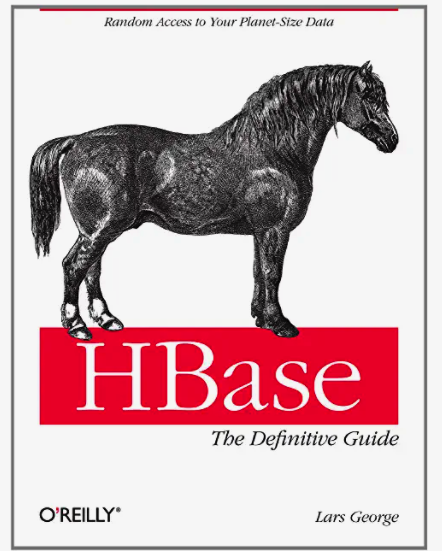 Random Access to Your Planet-Size Data
HBase
The Definitive Guide
O'REILLY®
Lars George